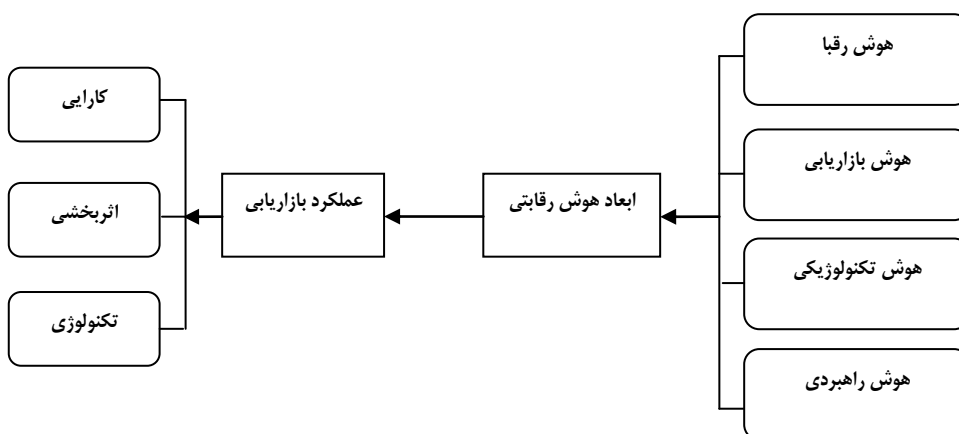 هوش رقبا
هوش بازاریابی
هوش تکنولوژیکی
هوش راهبردی
ابعاد هوش رقابتی
عملکرد بازاریابی
کارایی
اثربخشی
تکنولوژی